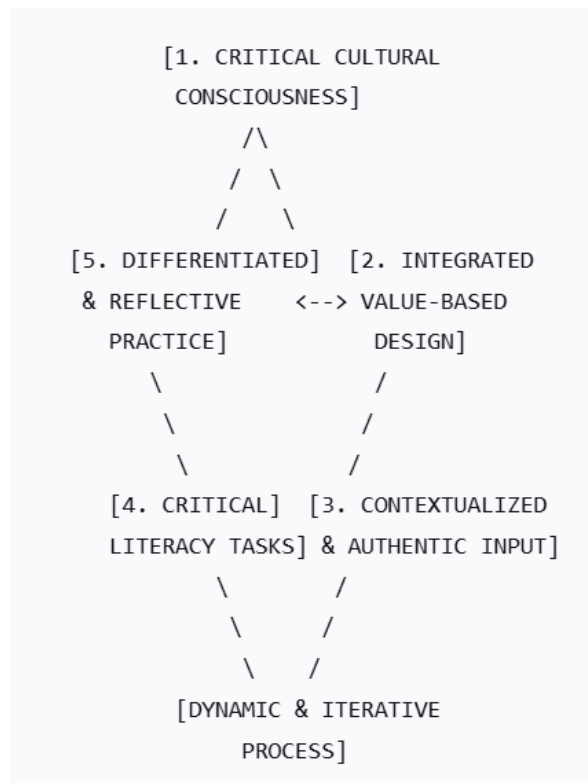 [1. CRITICAL CULTURAL
CONSCIOUSNESS]
/\
/ \
/ \
[5. DIFFERENTIATED] [2. INTEGRATED
& REFLECTIVE <--> VALUE-BASED
PRACTICE] DESIGN]
\ /
\ /
\ /
[4. CRITICAL] [3. CONTEXTUALIZED
LITERACY TASKS] & AUTHENTIC INPUT]
\ /
\ /
\ /
[DYNAMIC & ITERATIVE
PROCESS]